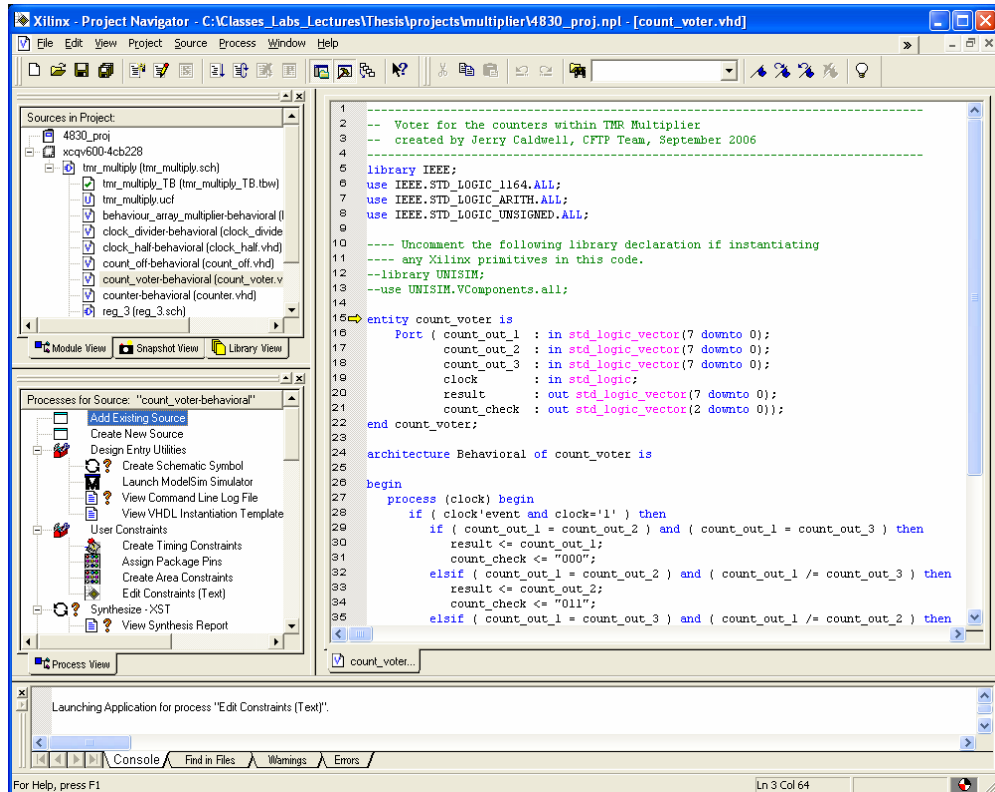 Xilinx - Project Navigator - C:\Classes_Labs_Lectures\Thesis\projects\multiplier\4830_proj.npl - [count_voter.vhd]
File Edit View Project Source Process Window Help
Sources in Project:
4830_proj
xcqv600-4cb228
tmr_multiply (tmr_multiply.sch)
tmr_multiply_TB (tmr_multiply_TB.tbw)
tmr_multiply.ucf
behaviour_array_multiplier-behavioral (
clock_divider-behavioral (clock_divide
clock_half-behavioral (clock_half.vhd)
count_off-behavioral (count_off.vhd)
count_voter-behavioral (count_voter.v
counter-behavioral (counter.vhd)
reg_3 (reg_3.sch)
Module View Snapshot View Library View
Processes for Source: "count_voter-behavioral"
Add Existing Source
Create New Source
Design Entry Utilities
Create Schematic Symbol
Launch ModelSim Simulator
View Command Line Log File
View VHDL Instantiation Template
User Constraints
Create Timing Constraints
Assign Package Pins
Create Area Constraints
Edit Constraints (Text)
Synthesize - XST
View Synthesis Report
Process View
1 --------------------------------------------------------------------------------
2 -- Voter for the counters within TMR Multiplier
3 -- created by Jerry Caldwell, CFTP Team, September 2006
4 --------------------------------------------------------------------------------
5 library IEEE;
6 use IEEE.STD_LOGIC_1164.ALL;
7 use IEEE.STD_LOGIC_ARITH.ALL;
8 use IEEE.STD_LOGIC_UNSIGNED.ALL;
9
10 ---- Uncomment the following library declaration if instantiating
11 ---- any Xilinx primitives in this code.
12 --library UNISIM;
13 --use UNISIM.VComponents.all;
14
15 entity count_voter is
16 Port ( count_out_1 : in std_logic_vector(7 downto 0);
17 count_out_2 : in std_logic_vector(7 downto 0);
18 count_out_3 : in std_logic_vector(7 downto 0);
19 clock : in std_logic;
20 result : out std_logic_vector(7 downto 0);
21 count_check : out std_logic_vector(2 downto 0));
22 end count_voter;
23
24 architecture Behavioral of count_voter is
25
26 begin
27 process (clock) begin
28 if ( clock'event and clock='1' ) then
29 if ( count_out_1 = count_out_2 ) and ( count_out_1 = count_out_3 ) then
30 result <= count_out_1;
31 count_check <= "000";
32 elsif ( count_out_1 = count_out_2 ) and ( count_out_1 /= count_out_3 ) then
33 result <= count_out_2;
34 count_check <= "011";
35 elsif ( count_out_1 = count_out_3 ) and ( count_out_1 /= count_out_2 ) then
count_voter...
Launching Application for process "Edit Constraints (Text)".
Console Find in Files Warnings Errors
For Help, press F1 Ln 3 Col 64